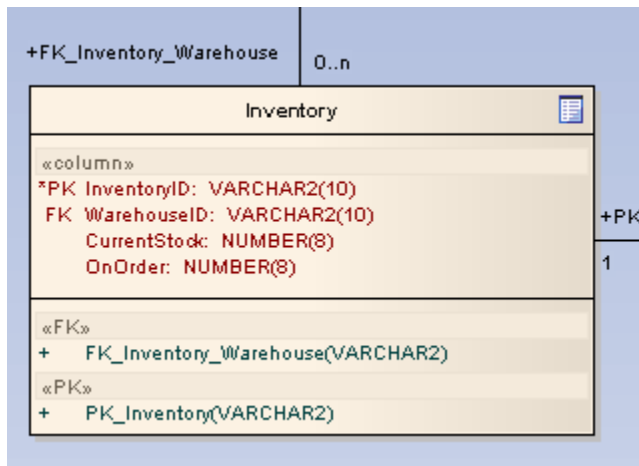 +FK_Inventory_Warehouse
0..n
Inventory
«column»
*PK InventoryID: VARCHAR2(10)
FK WarehouseID: VARCHAR2(10)
CurrentStock: NUMBER(8)
OnOrder: NUMBER(8)
+PK
1
«FK»
+ FK_Inventory_Warehouse(VARCHAR2)
«PK»
+ PK_Inventory(VARCHAR2)